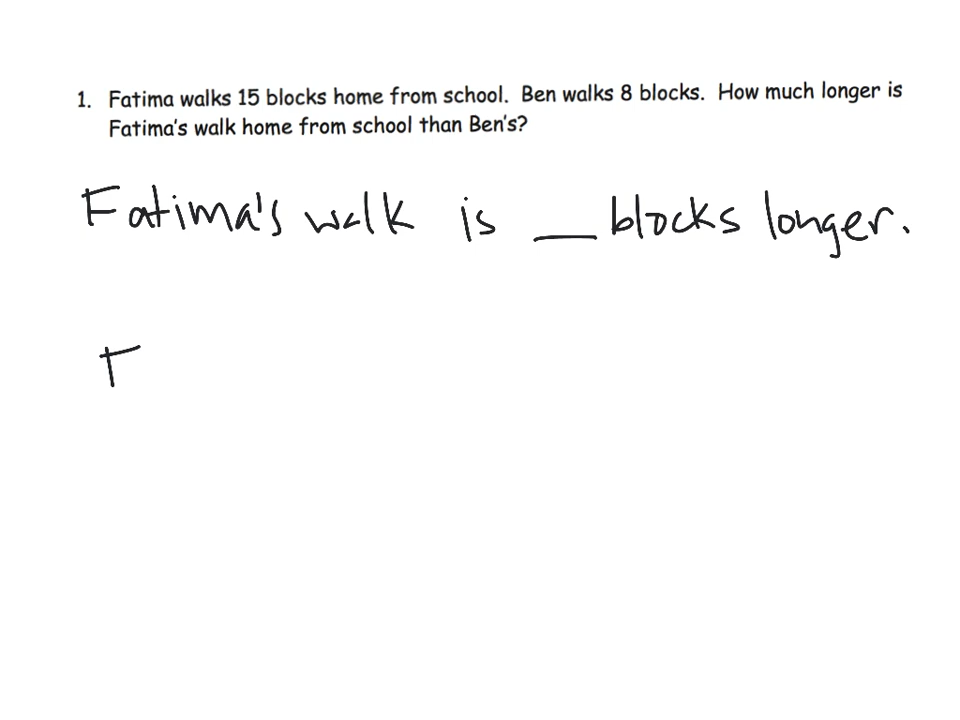 1. Fatima walks 15 blocks home from school. Ben walks 8 blocks. How much longer is
Fatima's walk home from school than Ben's?
Fatima's walk is __ blocks longer.